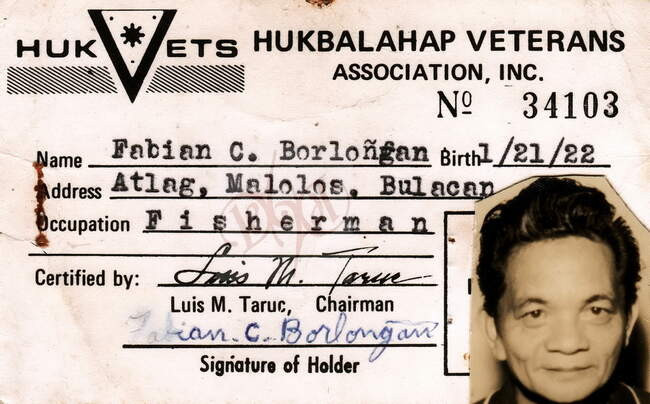 HUK VETS HUKBALAHAP VETERANS
ASSOCIATION, INC.
Nº 34103
Name Fabian C. Borloñgan Birth 1/21/22
Address Atlag, Malolos, Bulacan
Occupation Fisherman
Certified by: Luis M. Taruc
Luis M. Taruc, Chairman
Fabian C. Borlongan
Signature of Holder